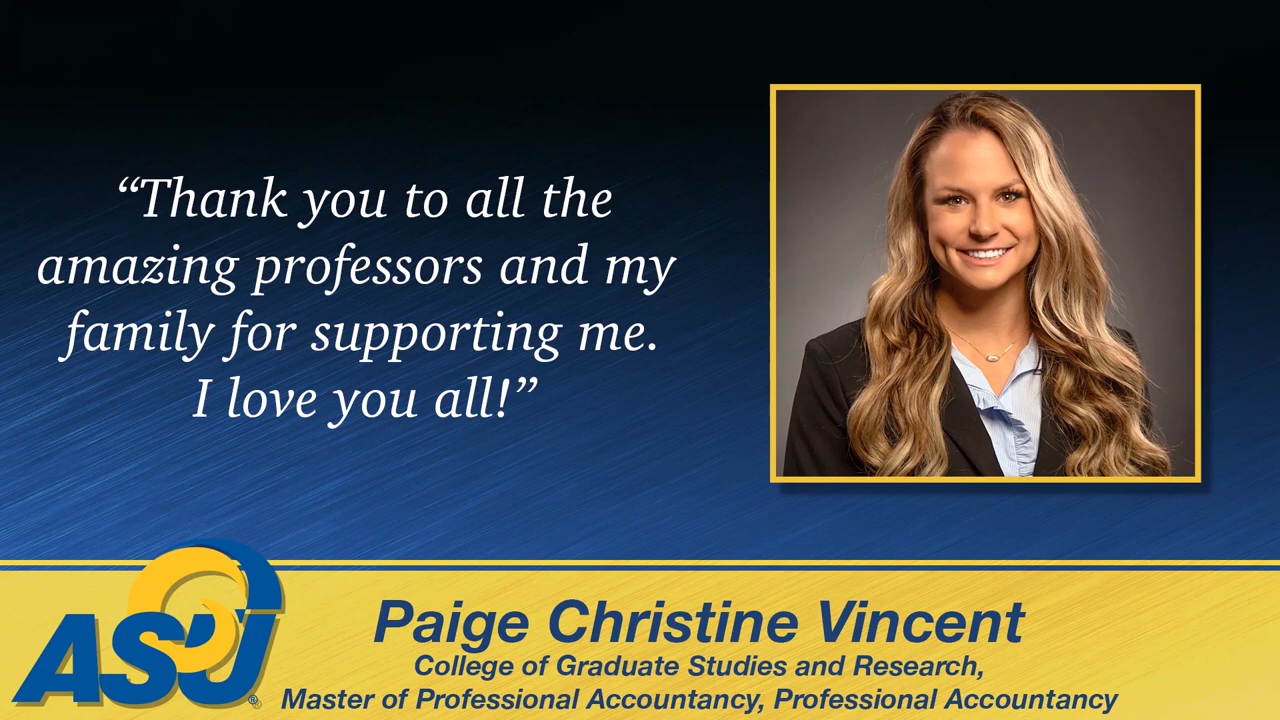 “Thank you to all the
amazing professors and my
family for supporting me.
I love you all!”
ASU
®
Paige Christine Vincent
College of Graduate Studies and Research,
Master of Professional Accountancy, Professional Accountancy